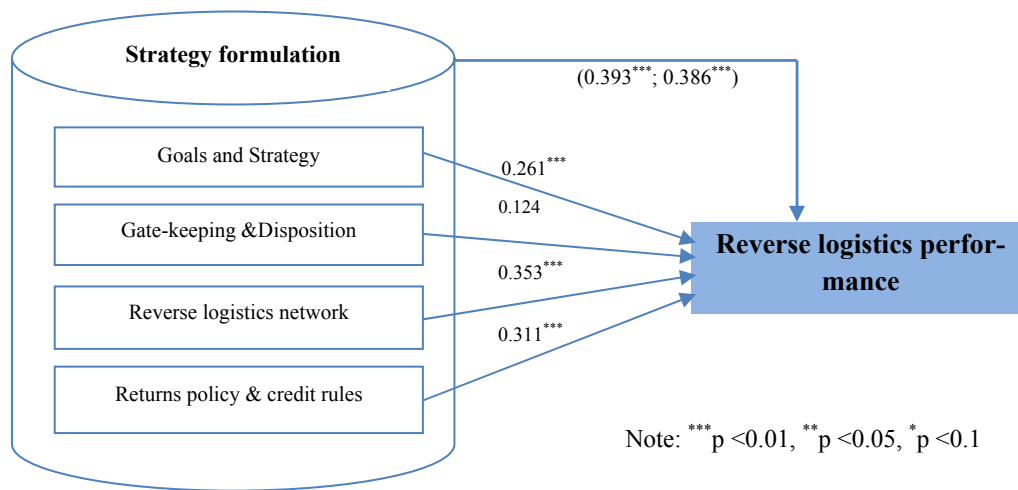 Strategy formulation
(0.393***; 0.386***)
Goals and Strategy
0.261***
Gate-keeping &Disposition
0.124
Reverse logistics network
0.353***
Returns policy & credit rules
0.311***
Reverse logistics perfor-
mance
Note: ***p <0.01, **p <0.05, *p <0.1